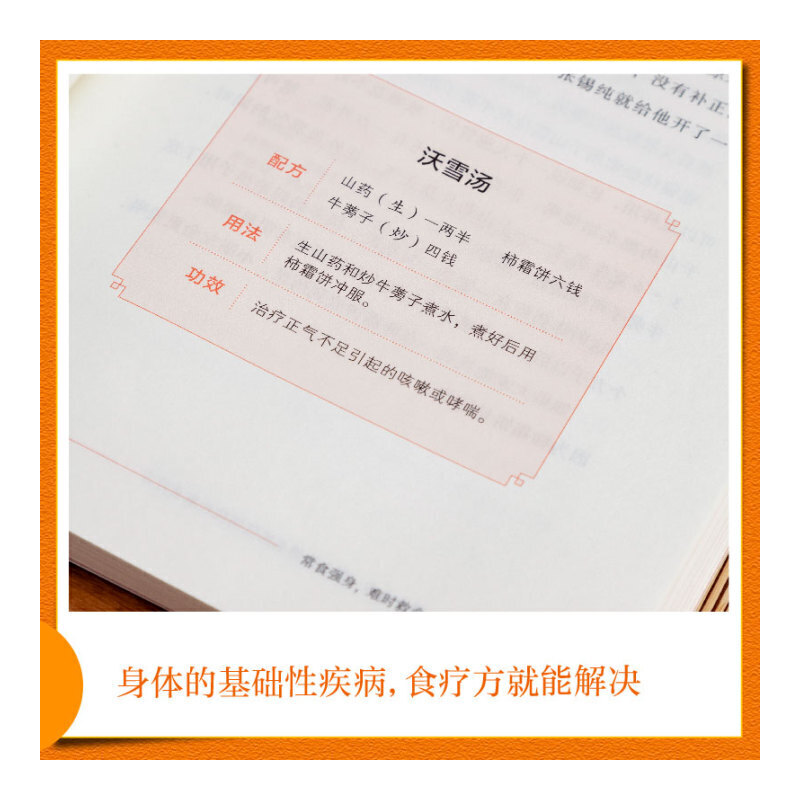 没有补正
张锡纯就给他开了一
沃雪汤
配方
山药（生）一两半
牛蒡子（炒）四钱
柿霜饼六钱
用法
生山药和炒牛蒡子煮水，煮好后用
柿霜饼冲服。
功效
治疗正气不足引起的咳嗽或哮喘。
常食强身，难时救
身体的基础性疾病，食疗方就能解决